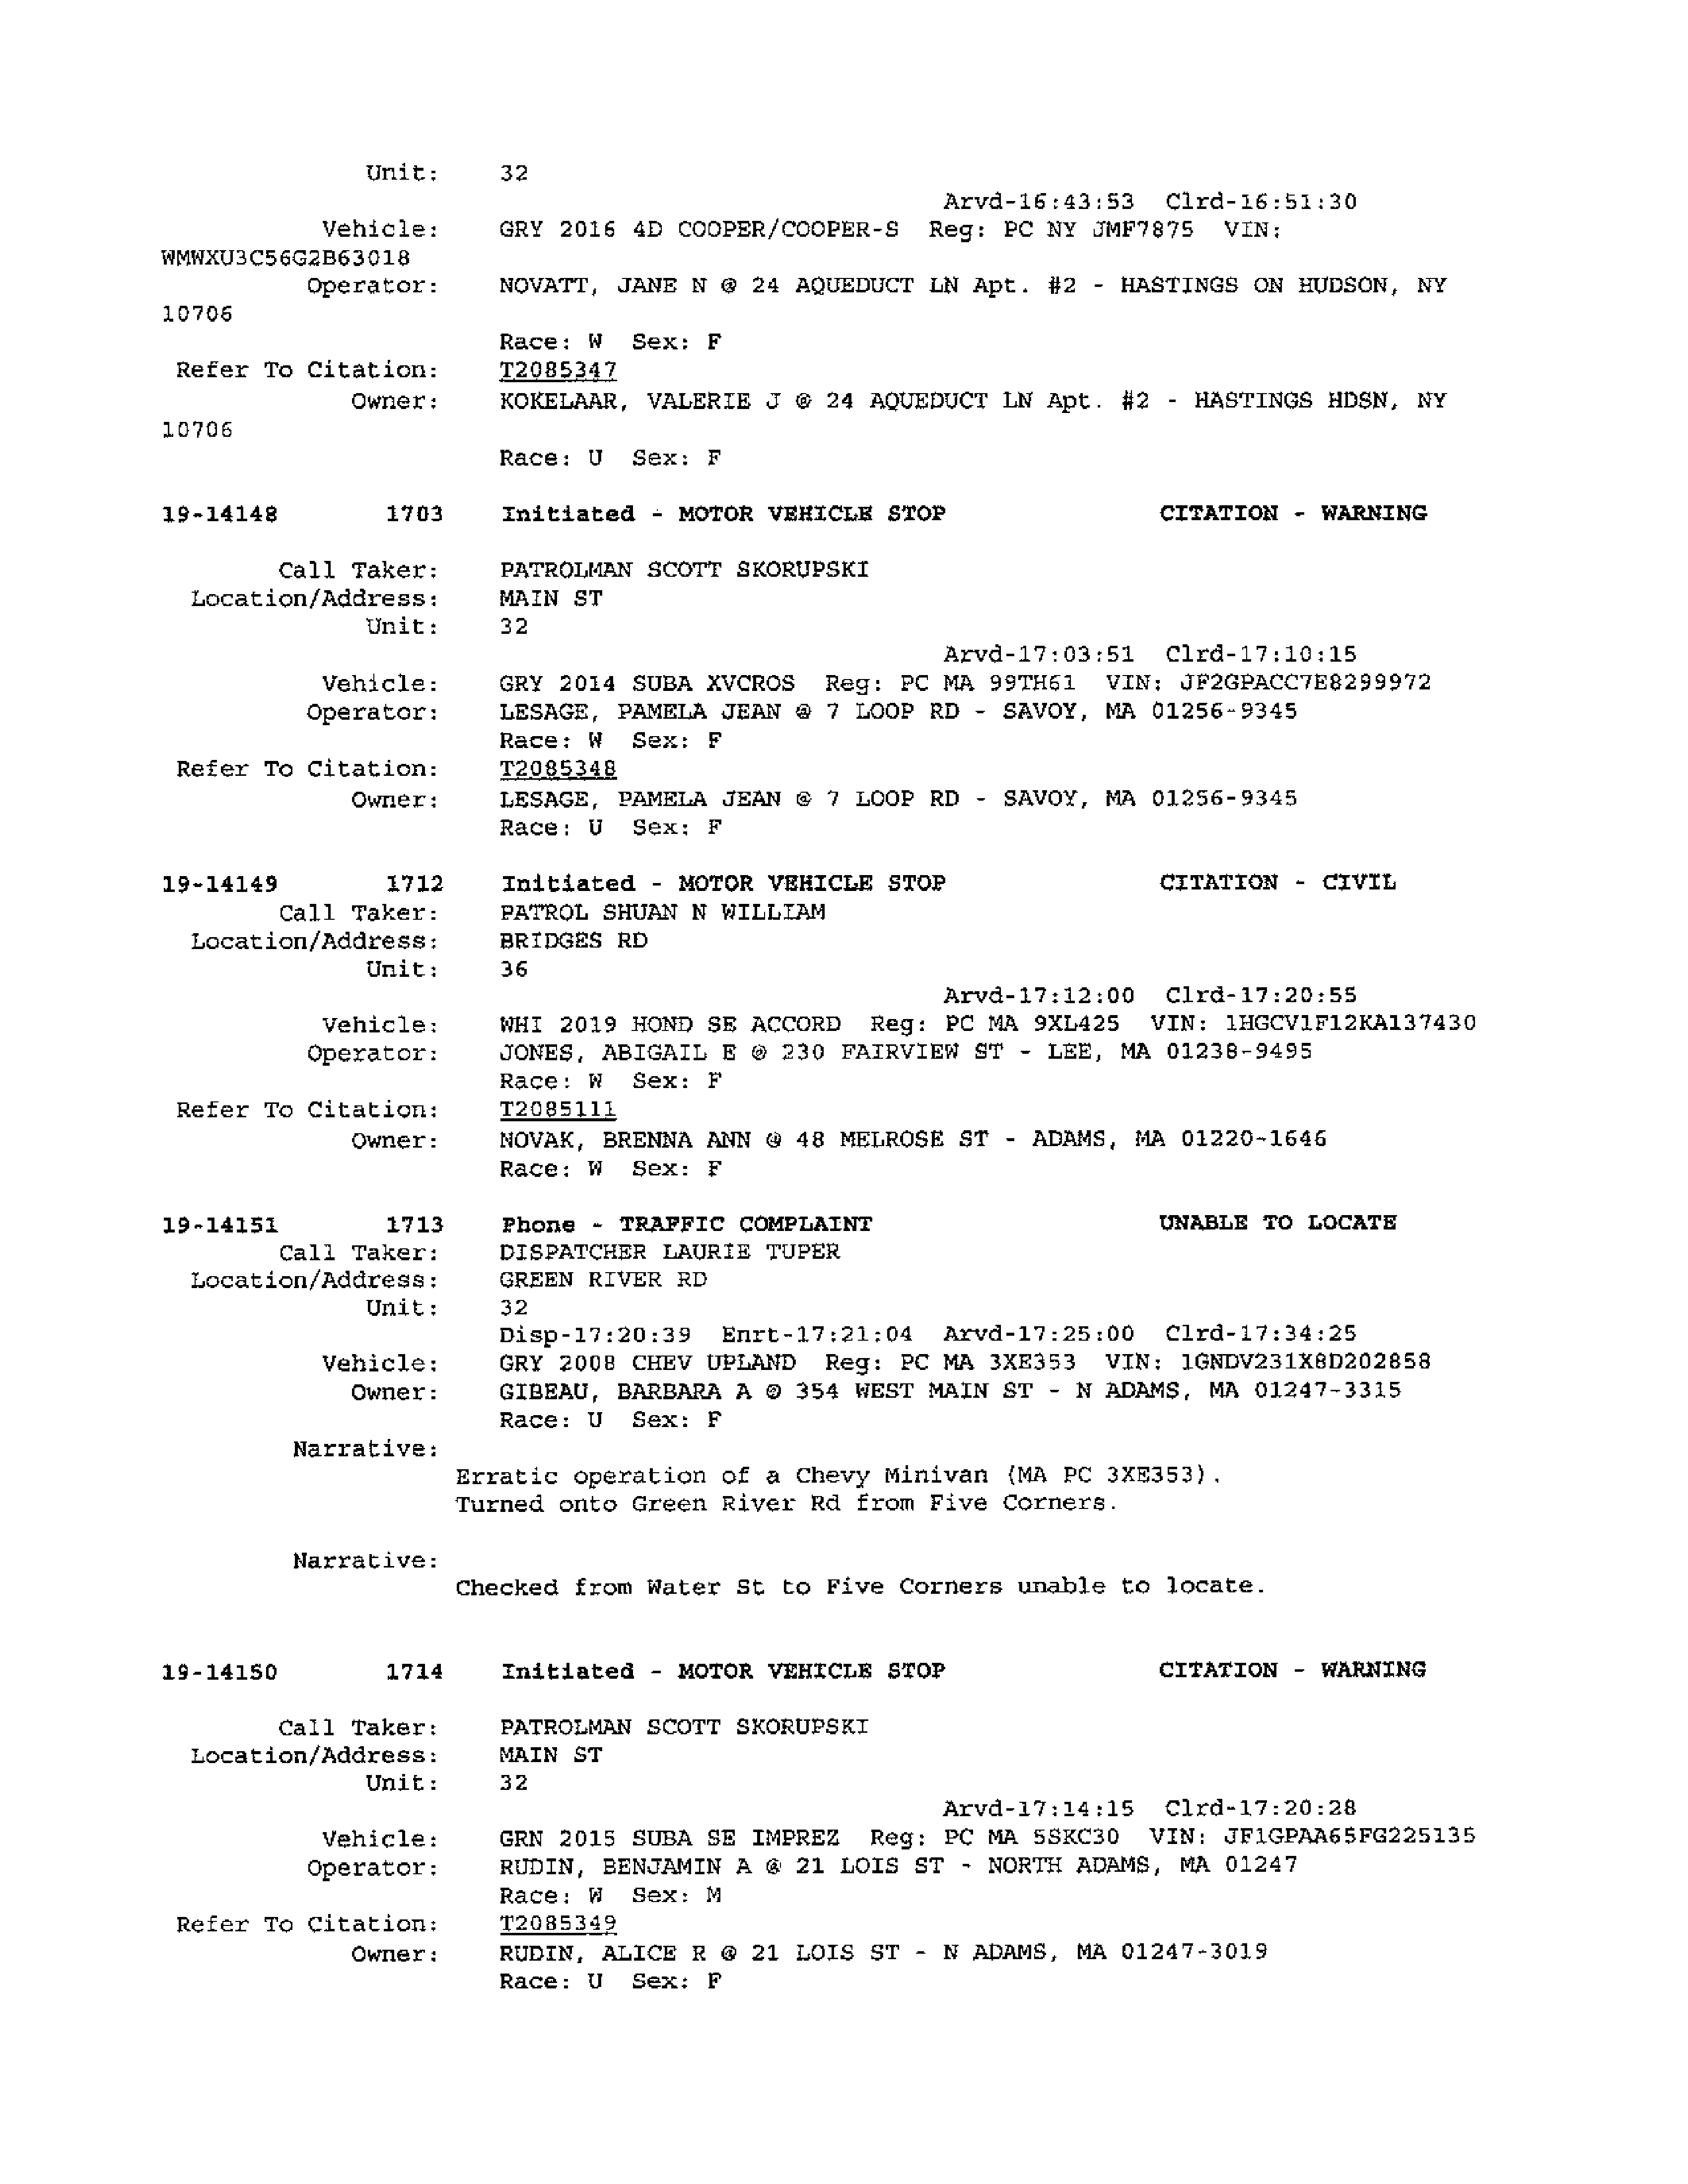 Unit: 32
Arvd-16:43:53 Clrd-16:51:30
Vehicle: GRY 2016 4D COOPER/COOPER-S Reg: PC NY JMF7875 VIN:
WMWXU3C56G2B63018
Operator: NOVATT, JANE N @ 24 AQUEDUCT LN Apt. #2 - HASTINGS ON HUDSON, NY
10706
Race: W Sex: F
Refer To Citation: T2085347
Owner: KOKELAAR, VALERIE J @ 24 AQUEDUCT LN Apt. #2 - HASTINGS HDSN, NY
10706
Race: U Sex: F
19-14148 1703 Initiated - MOTOR VEHICLE STOP CITATION - WARNING
Call Taker: PATROLMAN SCOTT SKORUPSKI
Location/Address: MAIN ST
Unit: 32
Arvd-17:03:51 Clrd-17:10:15
Vehicle: GRY 2014 SUBA XVCROS Reg: PC MA 99TH61 VIN: JF2GPACC7E8299972
Operator: LESAGE, PAMELA JEAN @ 7 LOOP RD - SAVOY, MA 01256-9345
Race: W Sex: F
Refer To Citation: T2085348
Owner: LESAGE, PAMELA JEAN @ 7 LOOP RD - SAVOY, MA 01256-9345
Race: U Sex: F
19-14149 1712 Initiated - MOTOR VEHICLE STOP CITATION - CIVIL
Call Taker: PATROL SHUAN N WILLIAM
Location/Address: BRIDGES RD
Unit: 36
Arvd-17:12:00 Clrd-17:20:55
Vehicle: WHI 2019 HOND SE ACCORD Reg: PC MA 9XL425 VIN: 1HGCV1F12KA137430
Operator: JONES, ABIGAIL E @ 230 FAIRVIEW ST - LEE, MA 01238-9495
Race: W Sex: F
Refer To Citation: T2085111
Owner: NOVAK, BRENNA ANN @ 48 MELROSE ST - ADAMS, MA 01220-1646
Race: W Sex: F
19-14151 1713 Phone - TRAFFIC COMPLAINT UNABLE TO LOCATE
Call Taker: DISPATCHER LAURIE TUPER
Location/Address: GREEN RIVER RD
Unit: 32
Disp-17:20:39 Enrt-17:21:04 Arvd-17:25:00 Clrd-17:34:25
Vehicle: GRY 2008 CHEV UPLAND Reg: PC MA 3XE353 VIN: 1GNDV231X8D202858
Owner: GIBEAU, BARBARA A @ 354 WEST MAIN ST - N ADAMS, MA 01247-3315
Race: U Sex: F
Narrative:
Erratic operation of a Chevy Minivan (MA PC 3XE353).
Turned onto Green River Rd from Five Corners.
Narrative:
Checked from Water St to Five Corners unable to locate.
19-14150 1714 Initiated - MOTOR VEHICLE STOP CITATION - WARNING
Call Taker: PATROLMAN SCOTT SKORUPSKI
Location/Address: MAIN ST
Unit: 32
Arvd-17:14:15 Clrd-17:20:28
Vehicle: GRN 2015 SUBA SE IMPREZ Reg: PC MA 5SKC30 VIN: JF1GPAA65FG225135
Operator: RUDIN, BENJAMIN A @ 21 LOIS ST - NORTH ADAMS, MA 01247
Race: W Sex: M
Refer To Citation: T2085349
Owner: RUDIN, ALICE R @ 21 LOIS ST - N ADAMS, MA 01247-3019
Race: U Sex: F